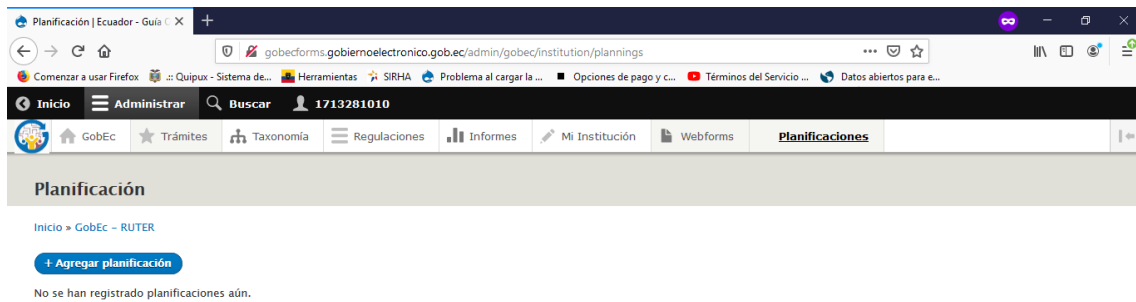 Planificación | Ecuador - Guía O
gobecforms.gobiernoelectronico.gob.ec/admin/gobec/institution/plannings
Comenzar a usar Firefox .:: Quipux - Sistema de... Herramientas SIRHA Problema al cargar la ... Opciones de pago y c... Términos del Servicio ... Datos abiertos para e...
Inicio Administrar Buscar 1713281010
GobEc Trámites Taxonomía Regulaciones Informes Mi Institución Webforms Planificaciones
Planificación
Inicio » GobEc – RUTER
+ Agregar planificación
No se han registrado planificaciones aún.